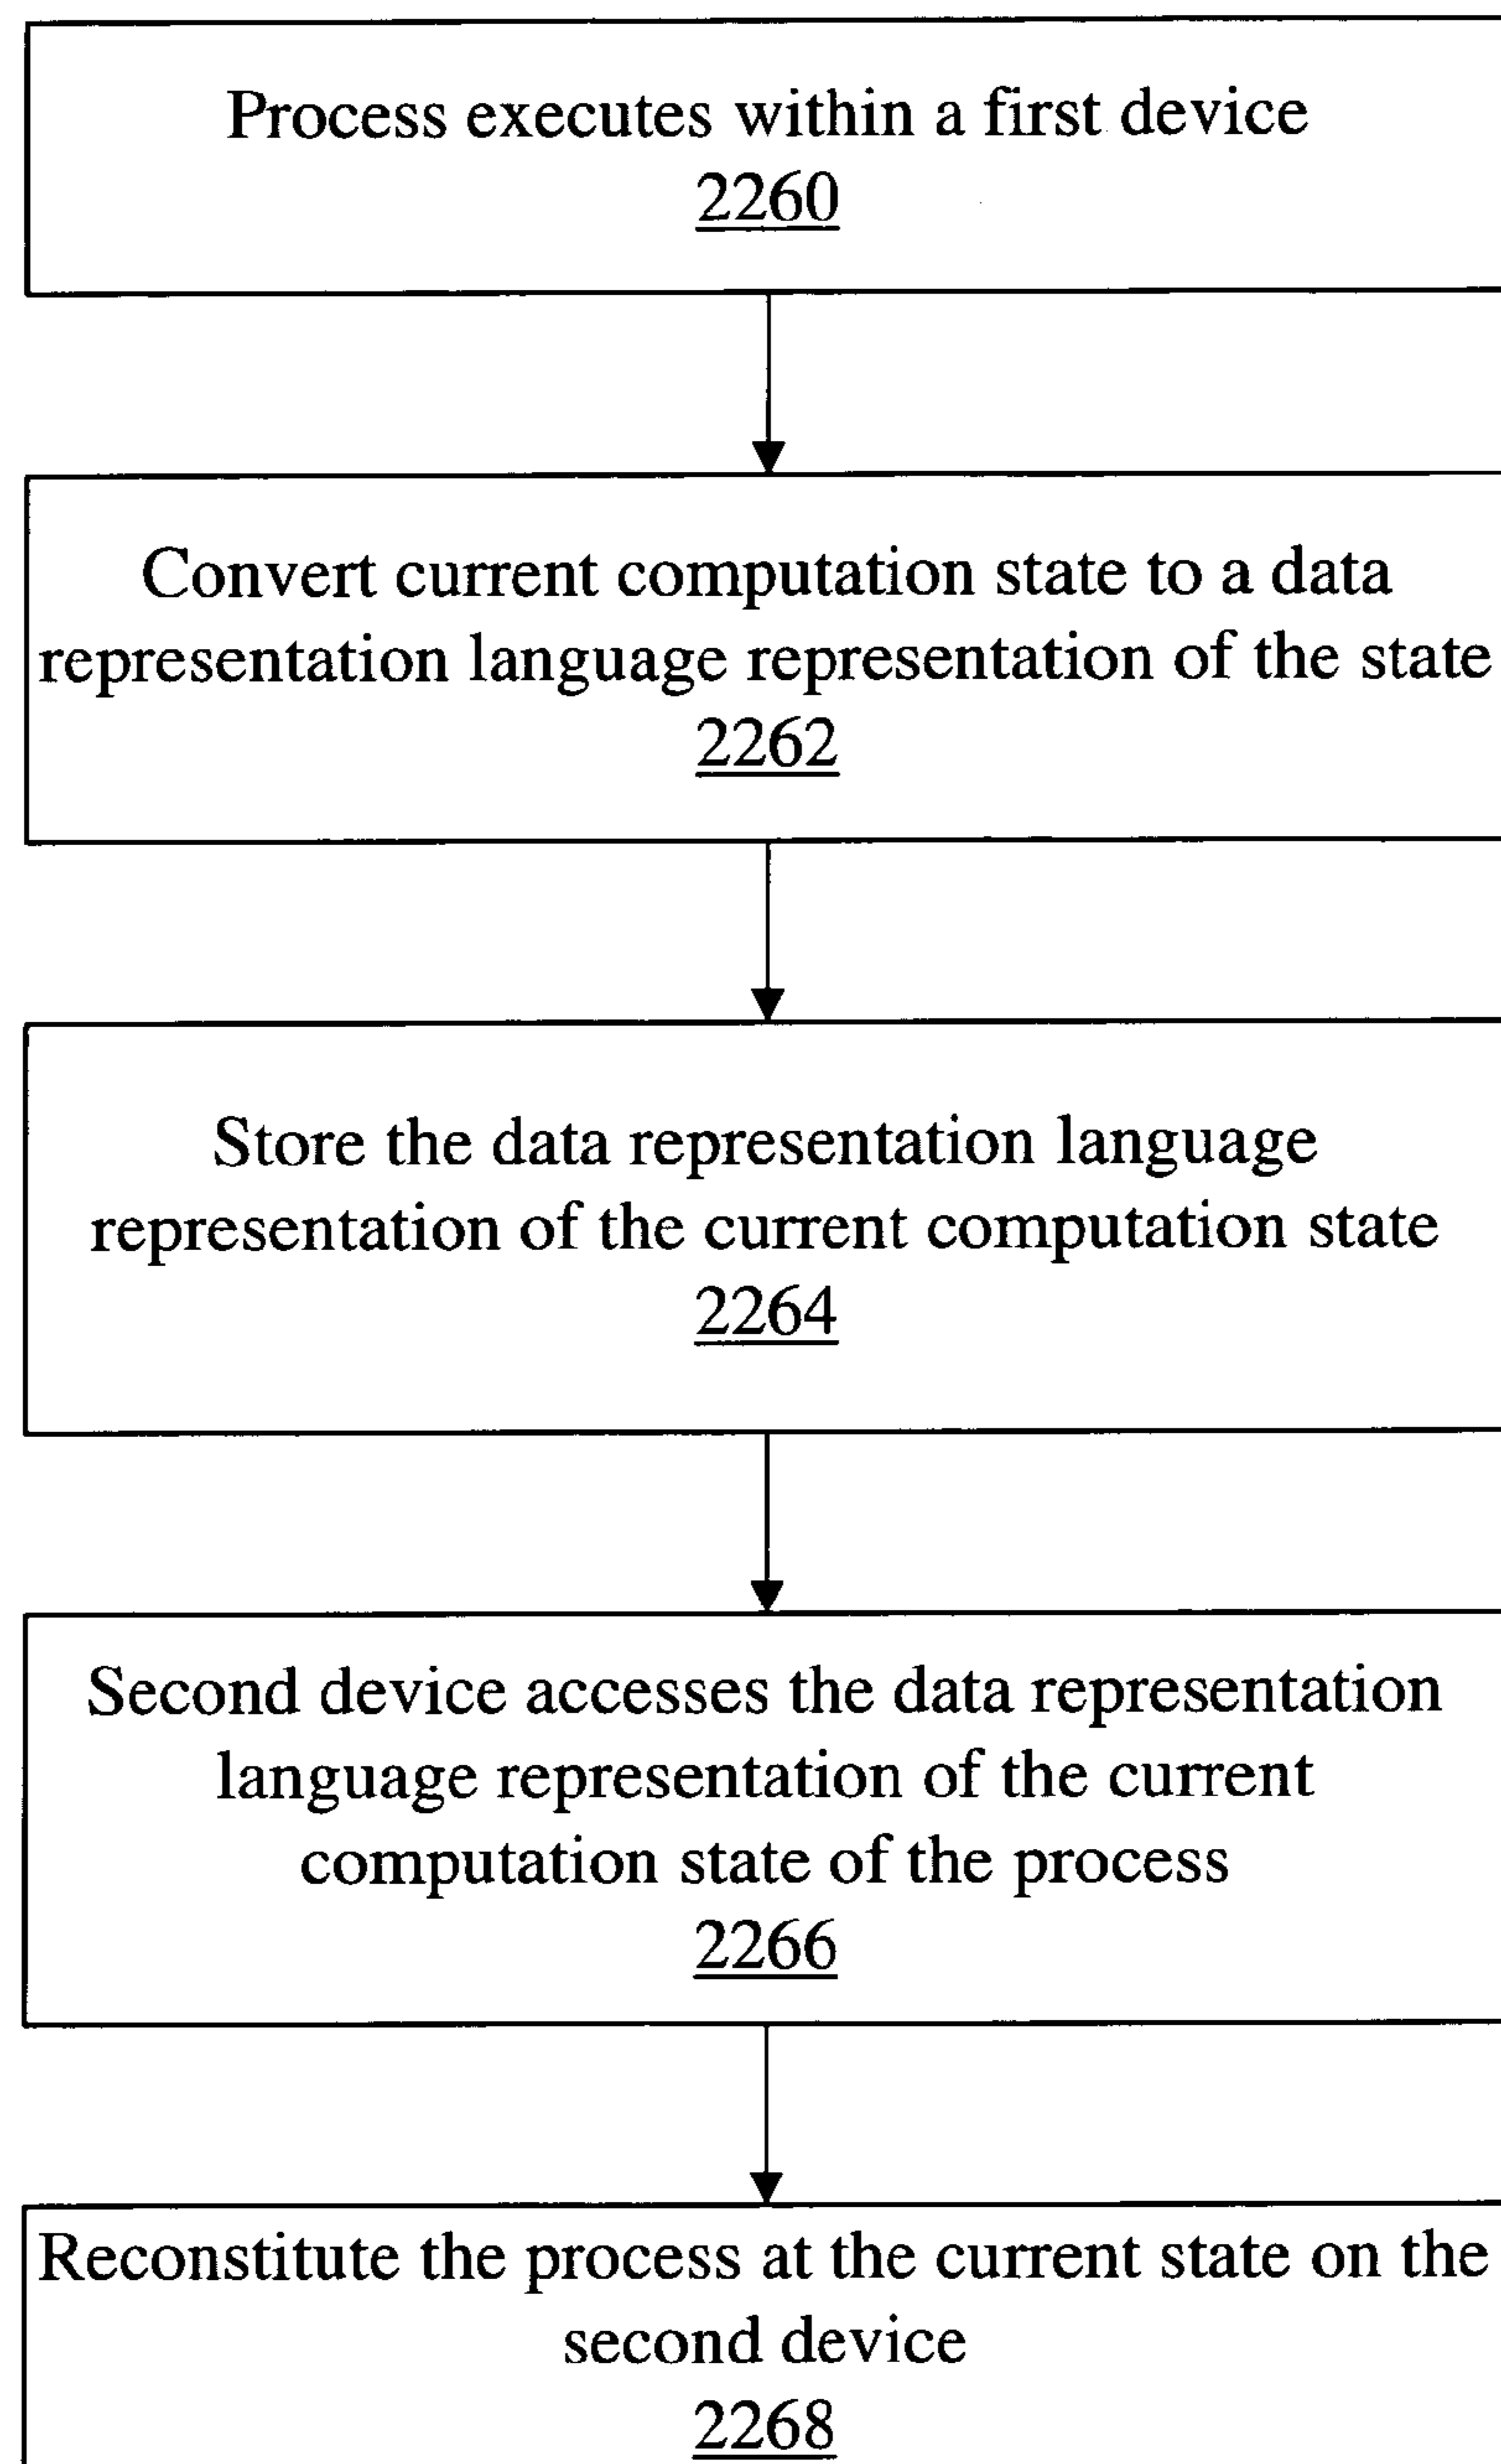 Process executes within a first device
2260
Convert current computation state to a data
representation language representation of the state
2262
Store the data representation language
representation of the current computation state
2264
Second device accesses the data representation
language representation of the current
computation state of the process
2266
Reconstitute the process at the current state on the
second device
2268